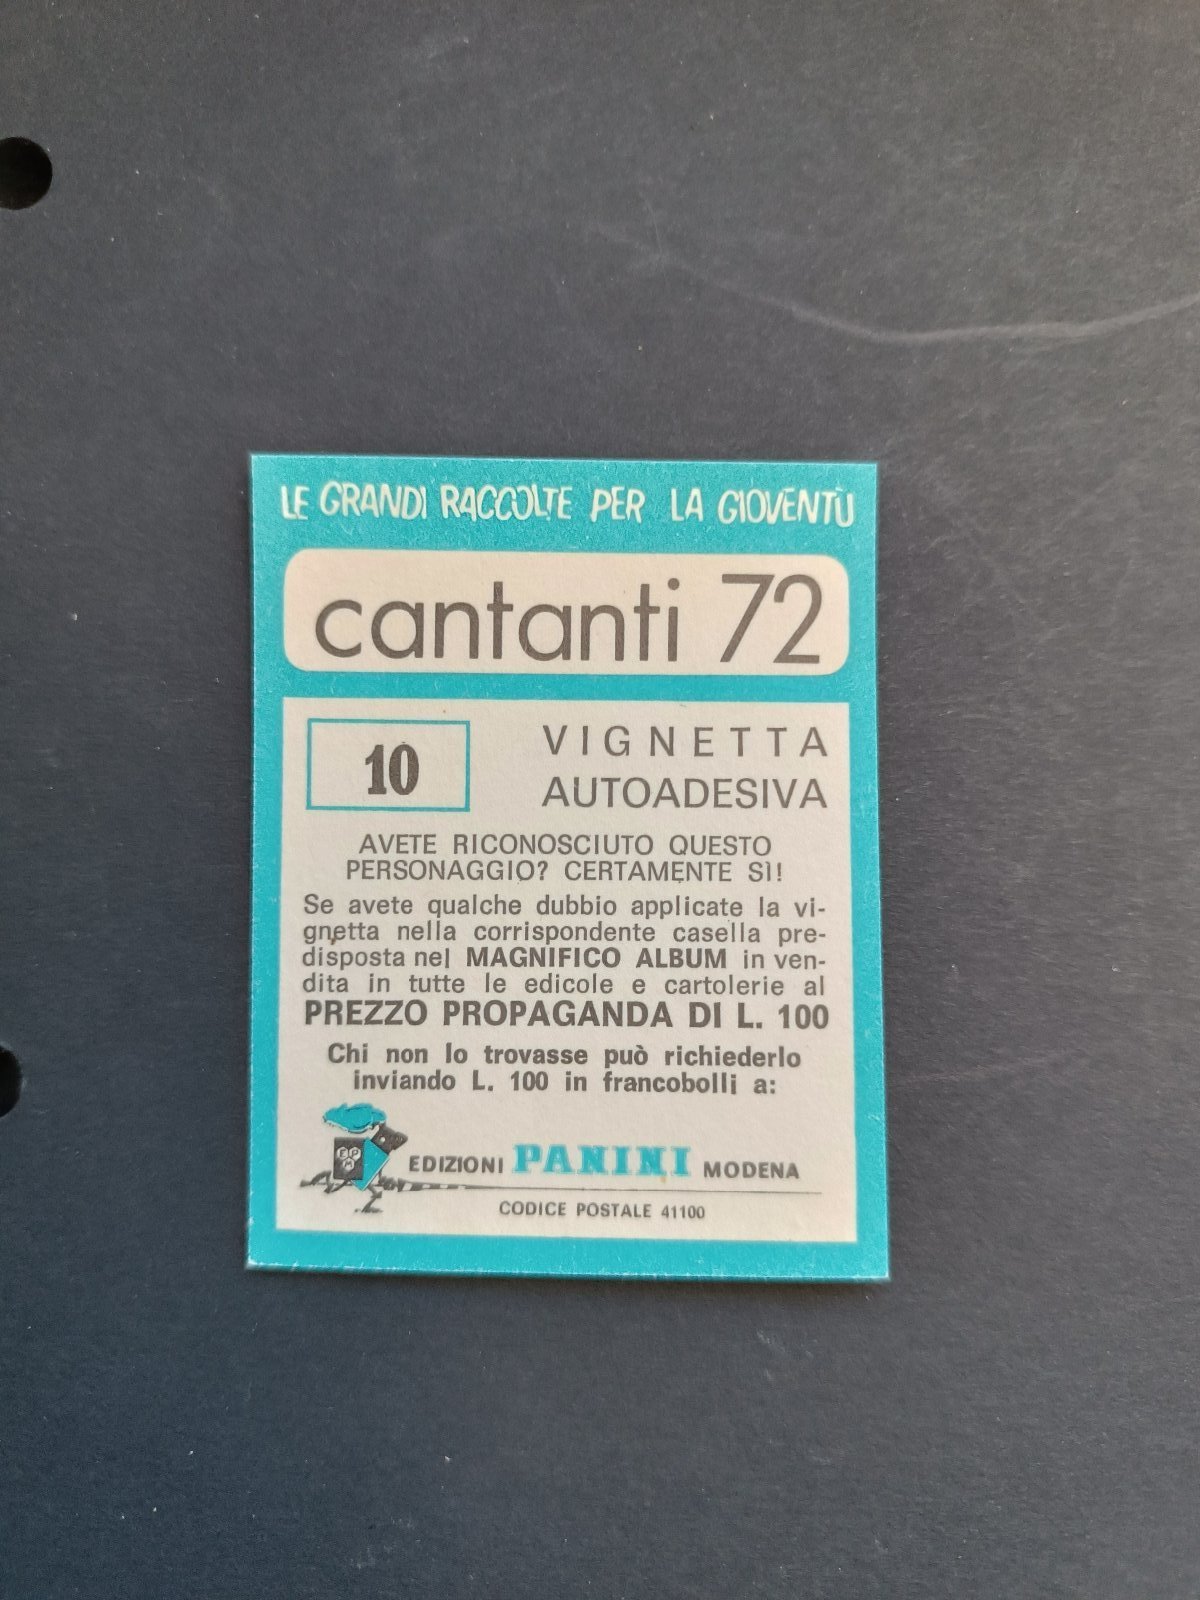 LE GRANDI RACCOLTE PER LA GIOVENTÙ
cantanti 72
10
VIGNETTA
AUTOADESIVA
AVETE RICONOSCIUTO QUESTO
PERSONAGGIO? CERTAMENTE SÌ!
Se avete qualche dubbio applicate la vi-
gnetta nella corrispondente casella pre-
disposta nel MAGNIFICO ALBUM in ven-
dita in tutte le edicole e cartolerie al
PREZZO PROPAGANDA DI L. 100
Chi non lo trovasse può richiederlo
inviando L. 100 in francobolli a:
EPM
EDIZIONI PANINI MODENA
CODICE POSTALE 41100